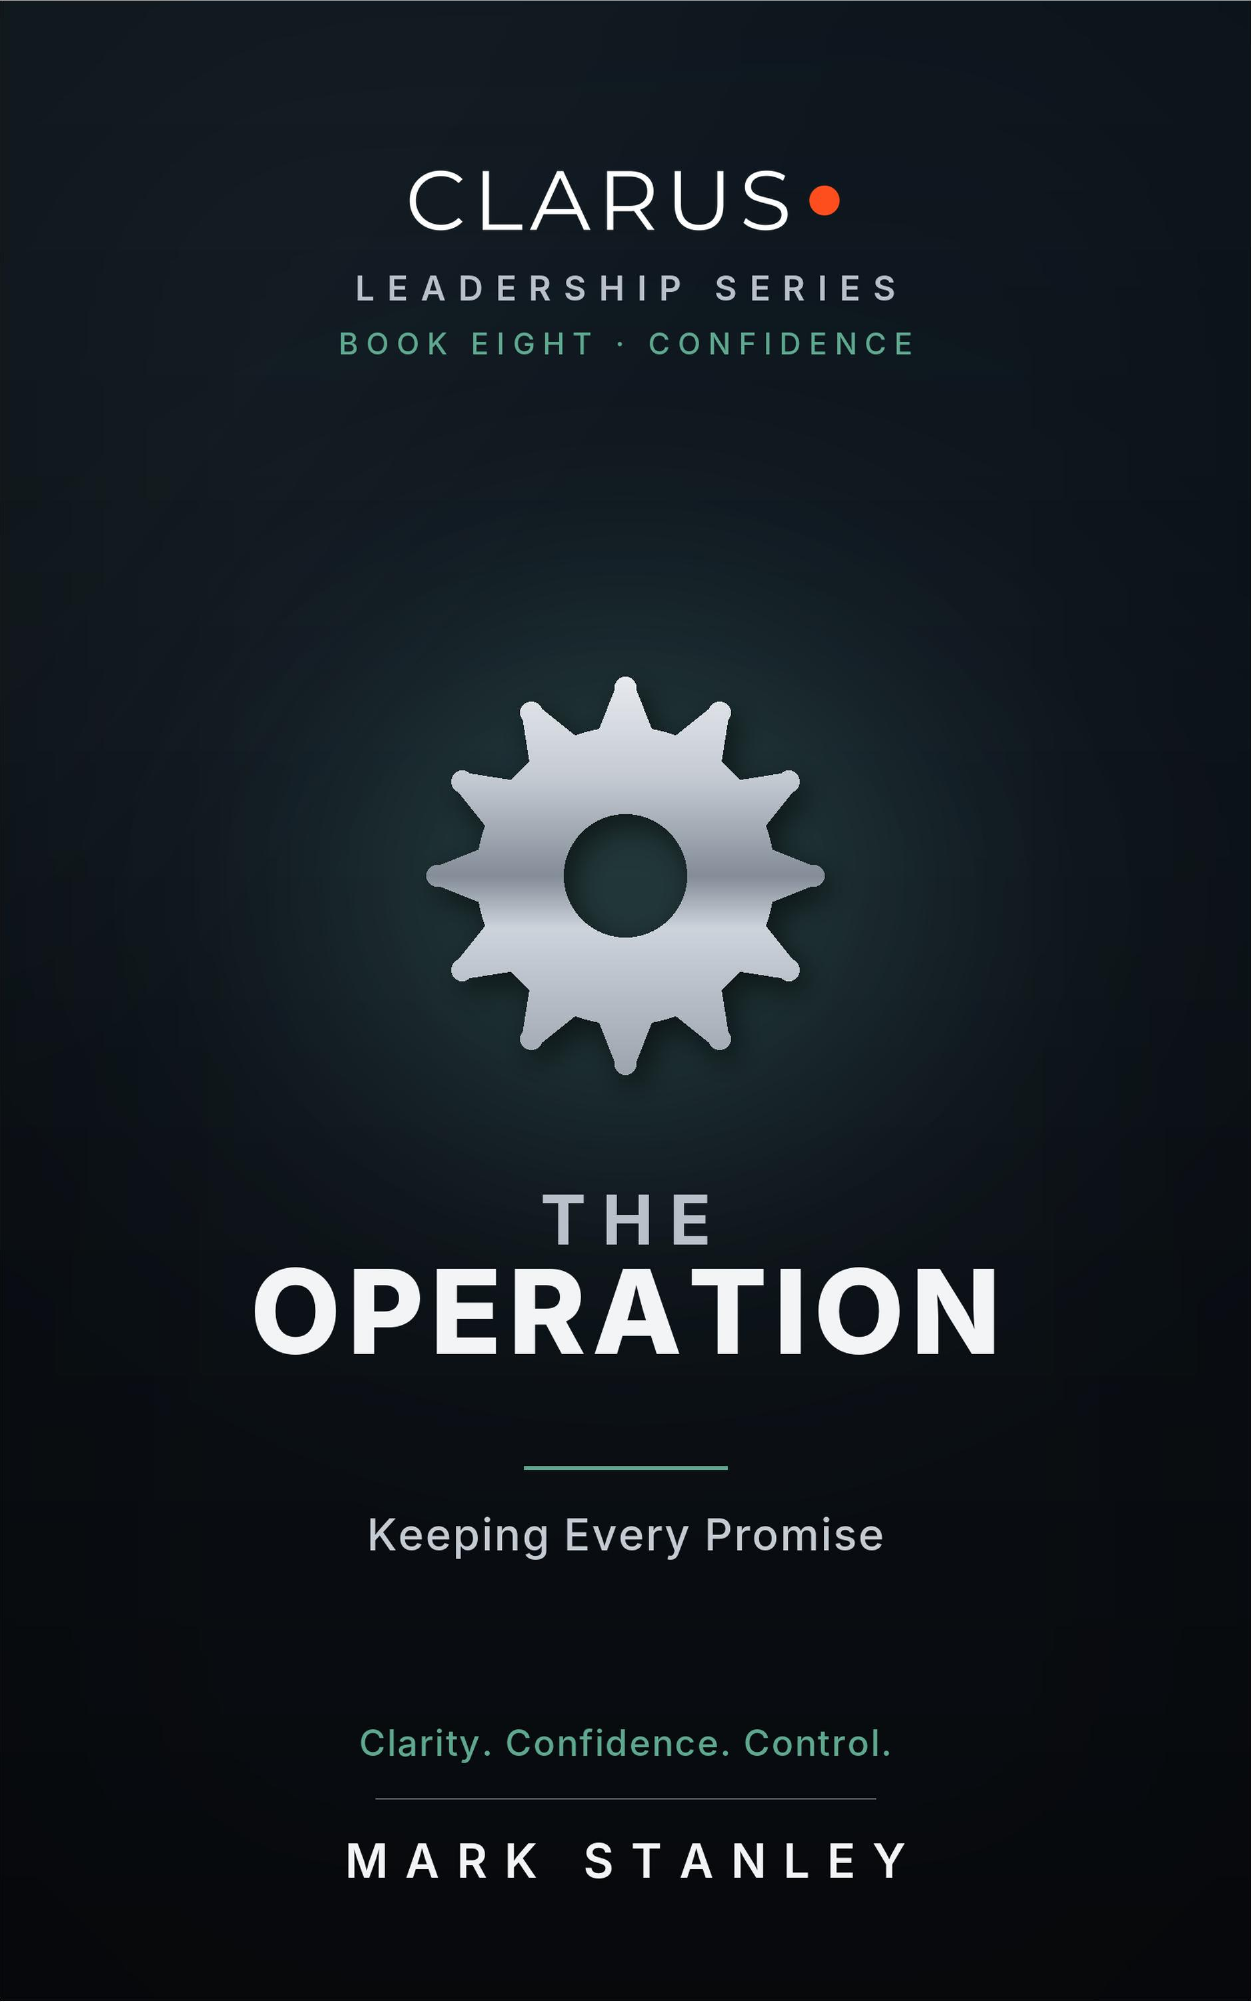 CLARUS
LEADERSHIP SERIES
BOOK EIGHT · CONFIDENCE
THE
OPERATION
Keeping Every Promise
Clarity. Confidence. Control.
MARK STANLEY